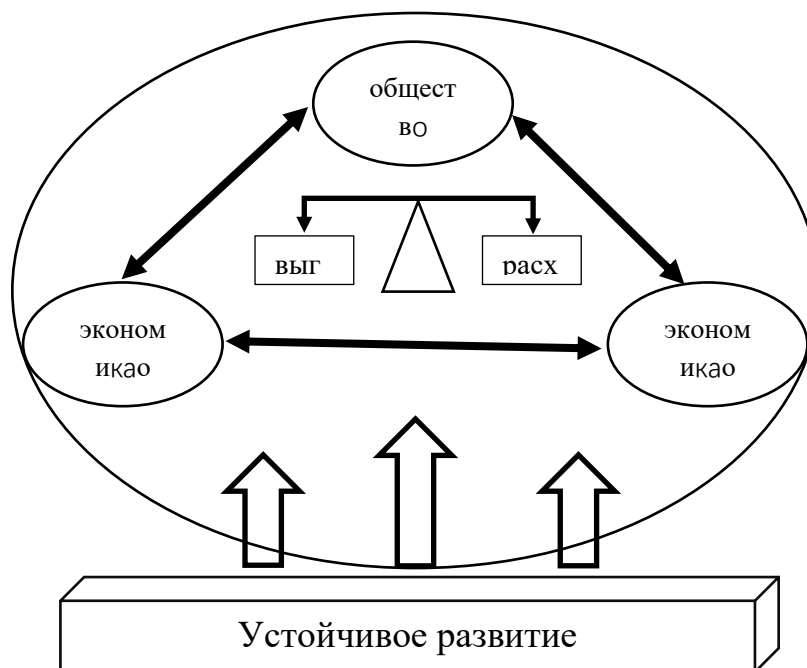 общест
во
выг
расх
эконом
икао
эконом
икао
Устойчивое развитие